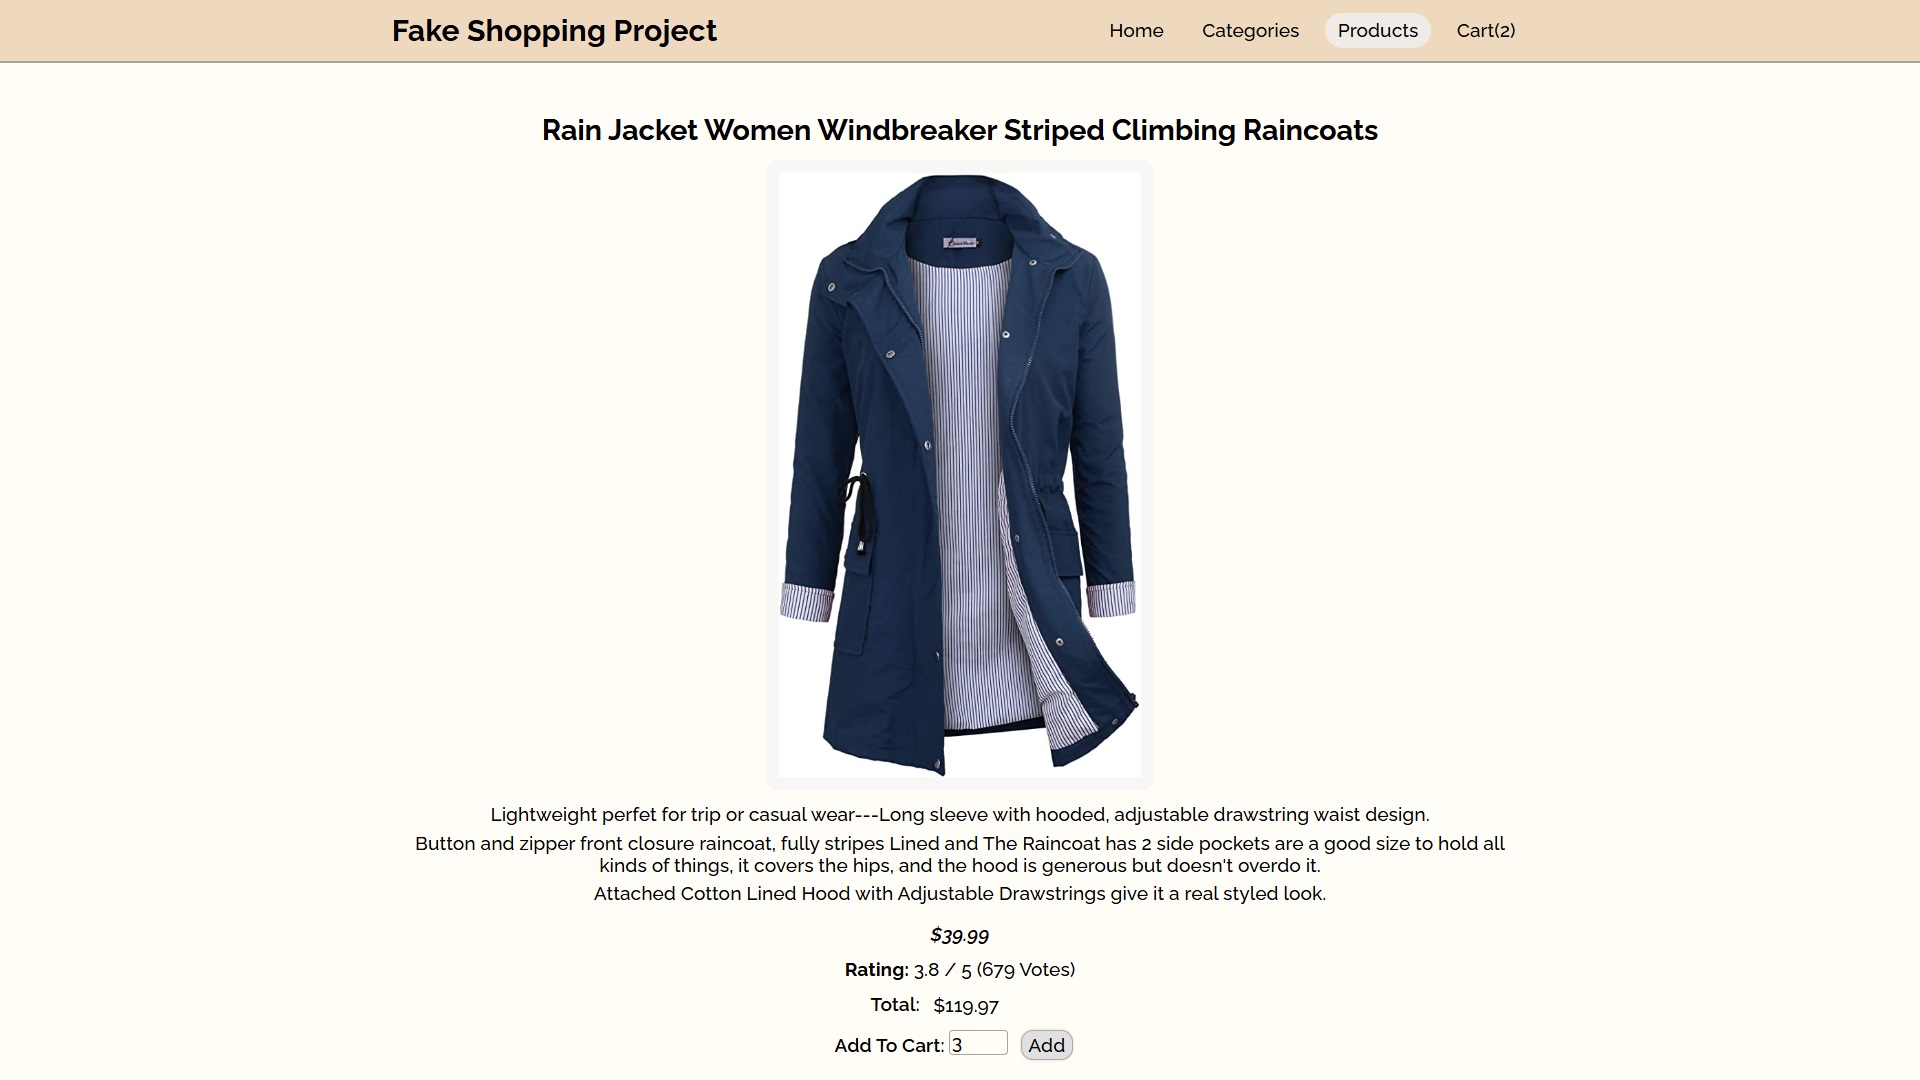 Fake Shopping Project
Home
Categories
Products
Cart(2)
Rain Jacket Women Windbreaker Striped Climbing Raincoats
Lightweight perfet for trip or casual wear---Long sleeve with hooded, adjustable drawstring waist design.
Button and zipper front closure raincoat, fully stripes Lined and The Raincoat has 2 side pockets are a good size to hold all
kinds of things, it covers the hips, and the hood is generous but doesn't overdo it.
Attached Cotton Lined Hood with Adjustable Drawstrings give it a real styled look.
$39.99
Rating: 3.8 / 5 (679 Votes)
Total: $119.97
Add To Cart: 3 Add